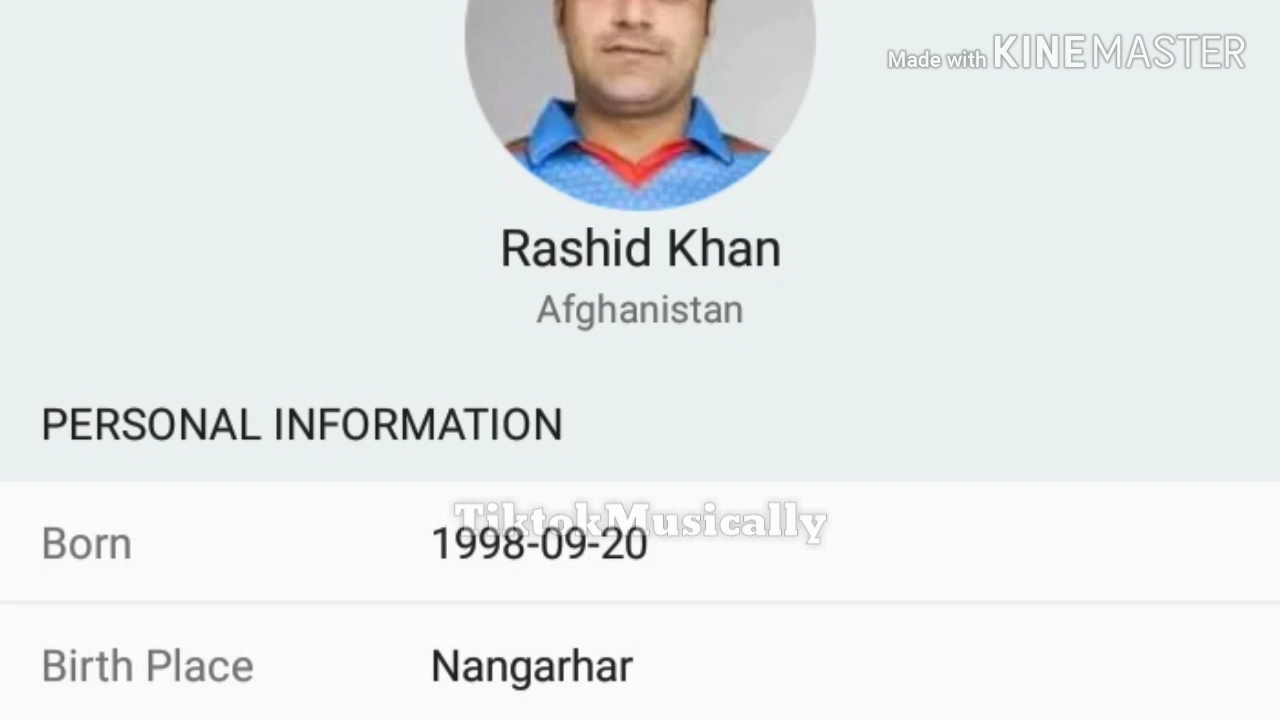 Made with KINEMASTER
Rashid Khan
Afghanistan
PERSONAL INFORMATION
TiktokMusically
Born 1998-09-20
Birth Place Nangarhar